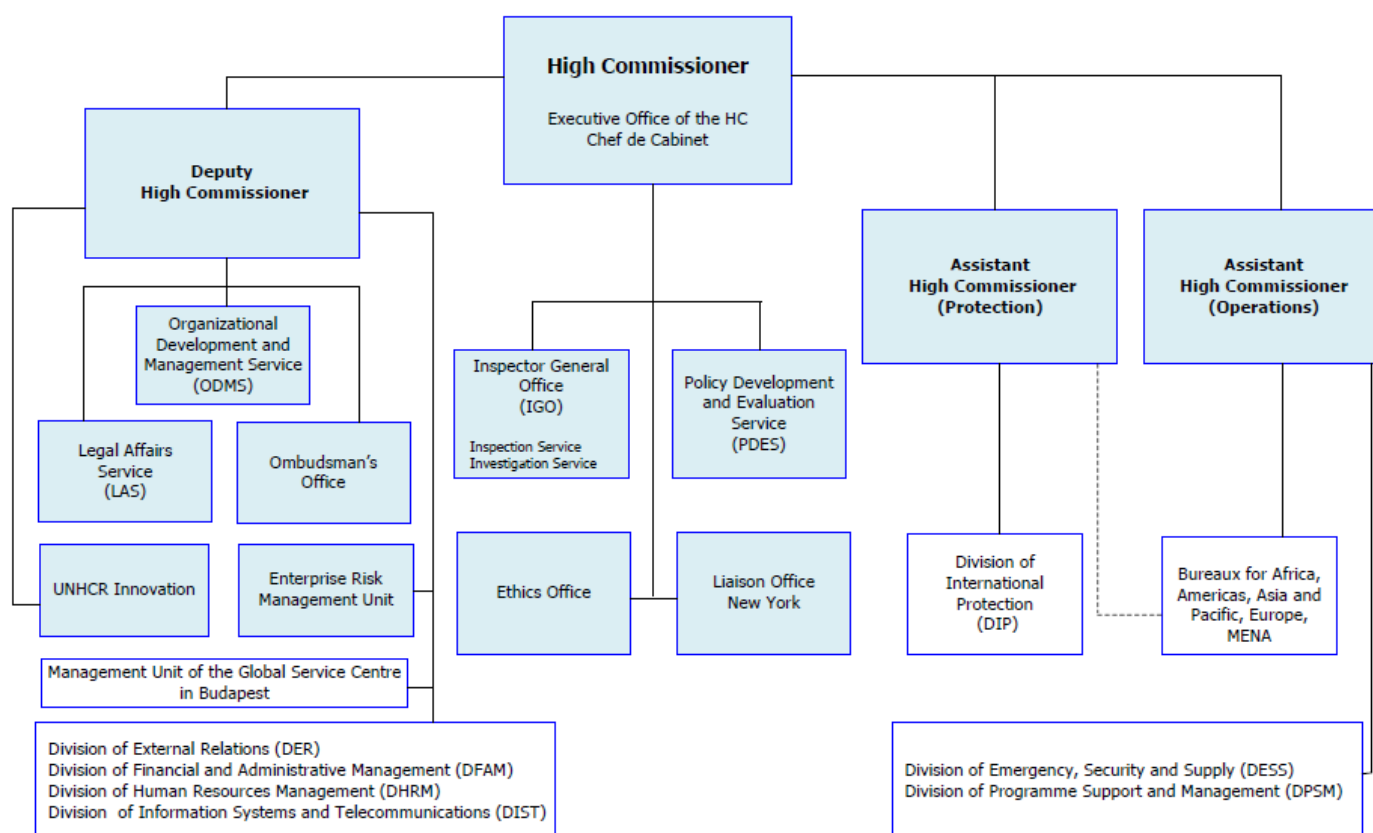 High Commissioner
Executive Office of the HC
Chef de Cabinet
Deputy
High Commissioner
Assistant
High Commissioner
(Protection)
Assistant
High Commissioner
(Operations)
Organizational
Development and
Management Service
(ODMS)
Legal Affairs
Service
(LAS)
Ombudsman's
Office
Inspector General
Office
(IGO)
Inspection Service
Investigation Service
Policy Development
and Evaluation
Service
(PDES)
UNHCR Innovation
Enterprise Risk
Management Unit
Ethics Office
Liaison Office
New York
Division of
International
Protection
(DIP)
Bureaux for Africa,
Americas, Asia and
Pacific, Europe,
MENA
Management Unit of the Global Service Centre
in Budapest
Division of External Relations (DER)
Division of Financial and Administrative Management (DFAM)
Division of Human Resources Management (DHRM)
Division of Information Systems and Telecommunications (DIST)
Division of Emergency, Security and Supply (DESS)
Division of Programme Support and Management (DPSM)